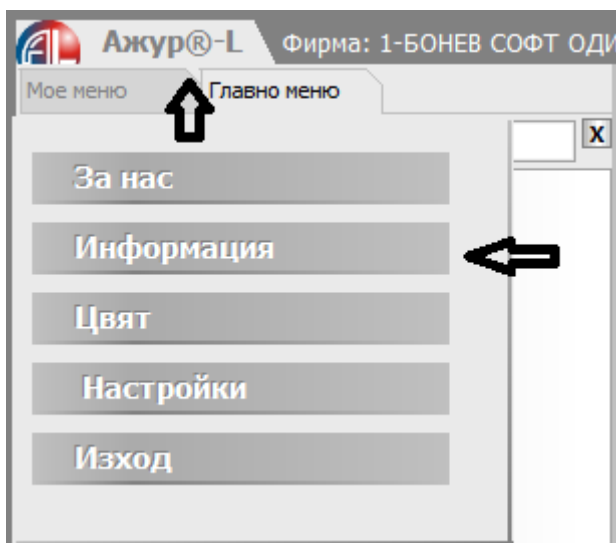 Ажур®-L Фирма: 1-БОНЕВ СОФТ ОДИ
Мое меню Главно меню
X
За нас
Информация
Цвят
Настройки
Изход